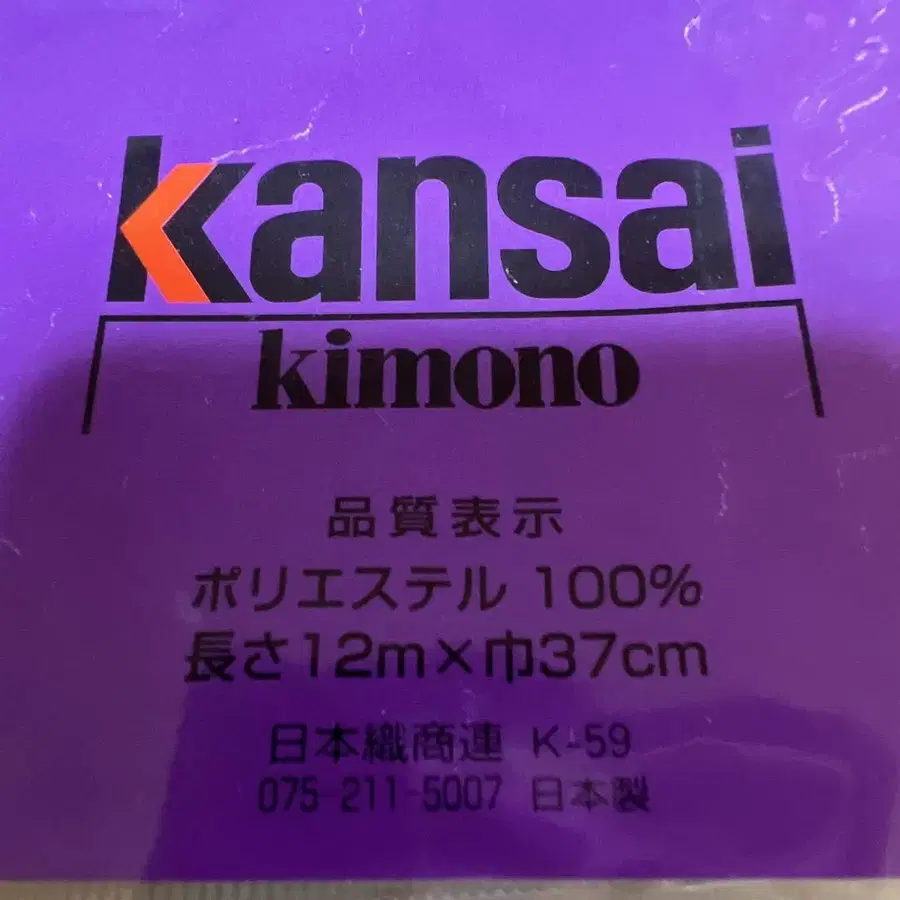 kansai
kimono
品質表示
ポリエステル 100%
長さ12m×巾37cm
日本織商連 K-59
075-211-5007 日本製